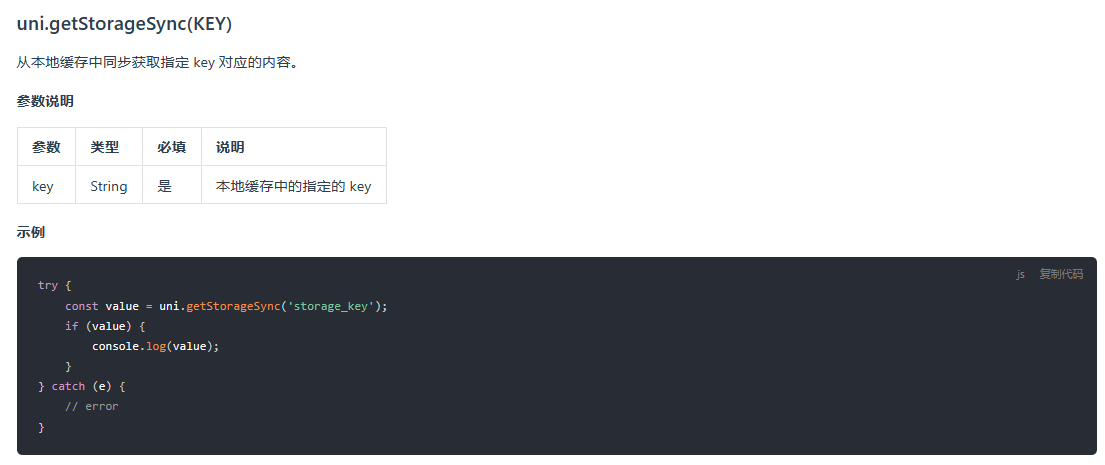 uni.getStorageSync(KEY)
从本地缓存中同步获取指定 key 对应的内容。
参数说明
参数 类型 必填 说明
key String 是 本地缓存中的指定的 key
示例
js 复制代码
try {
    const value = uni.getStorageSync('storage_key');
    if (value) {
        console.log(value);
    }
} catch (e) {
    // error
}